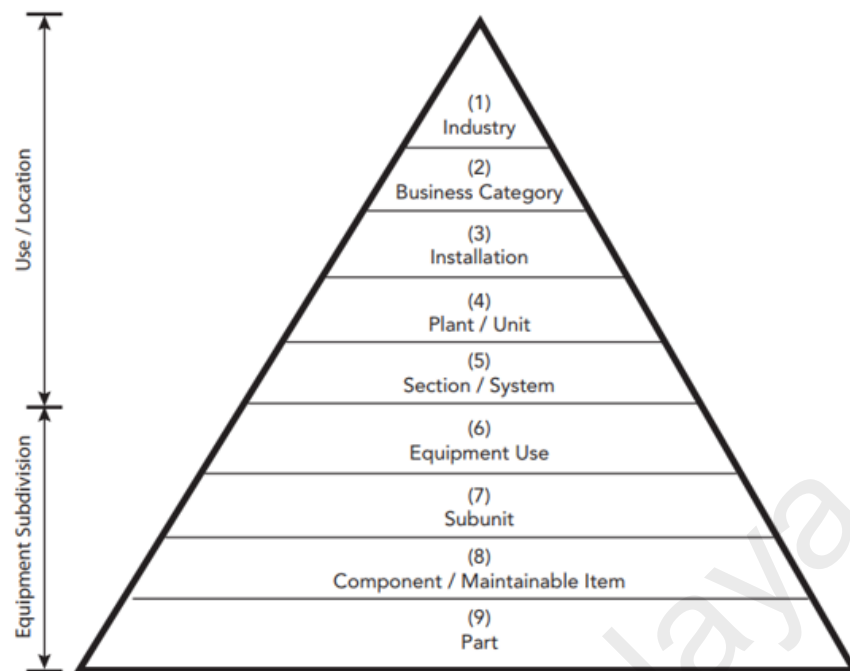 (1)
Industry
(2)
Business Category
(3)
Installation
(4)
Plant / Unit
(5)
Section / System
(6)
Equipment Use
(7)
Subunit
(8)
Component / Maintainable Item
(9)
Part
Use / Location
Equipment Subdivision
laya